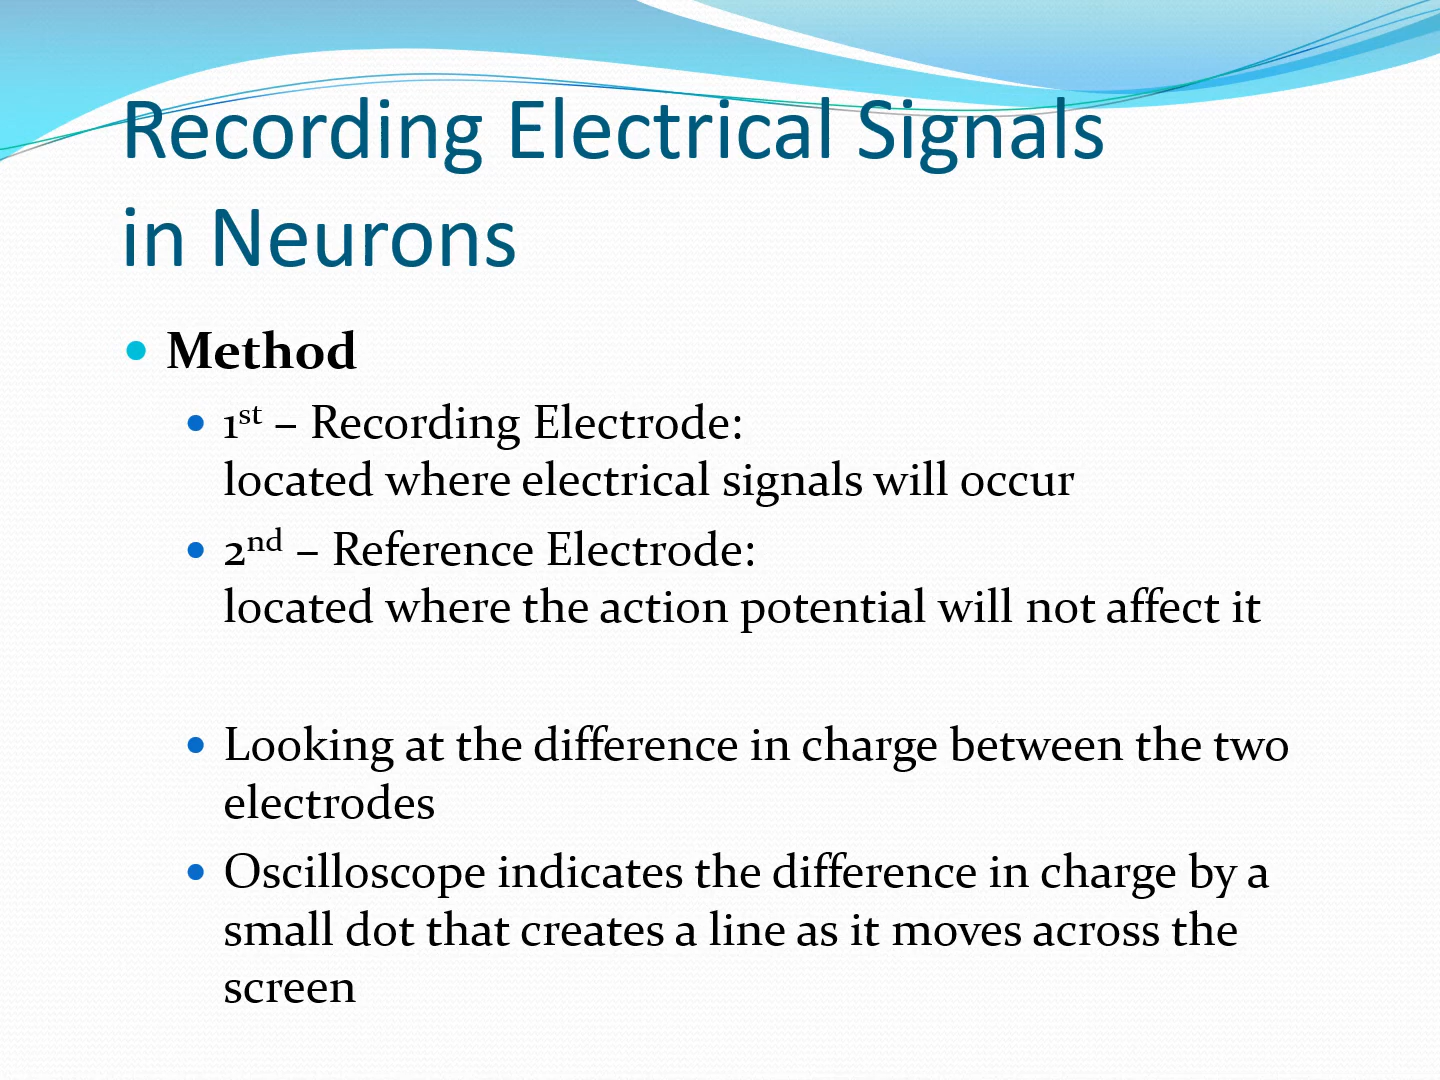 Recording Electrical Signals
in Neurons
• Method
• 1st – Recording Electrode:
located where electrical signals will occur
• 2nd – Reference Electrode:
located where the action potential will not affect it
• Looking at the difference in charge between the two
electrodes
• Oscilloscope indicates the difference in charge by a
small dot that creates a line as it moves across the
screen